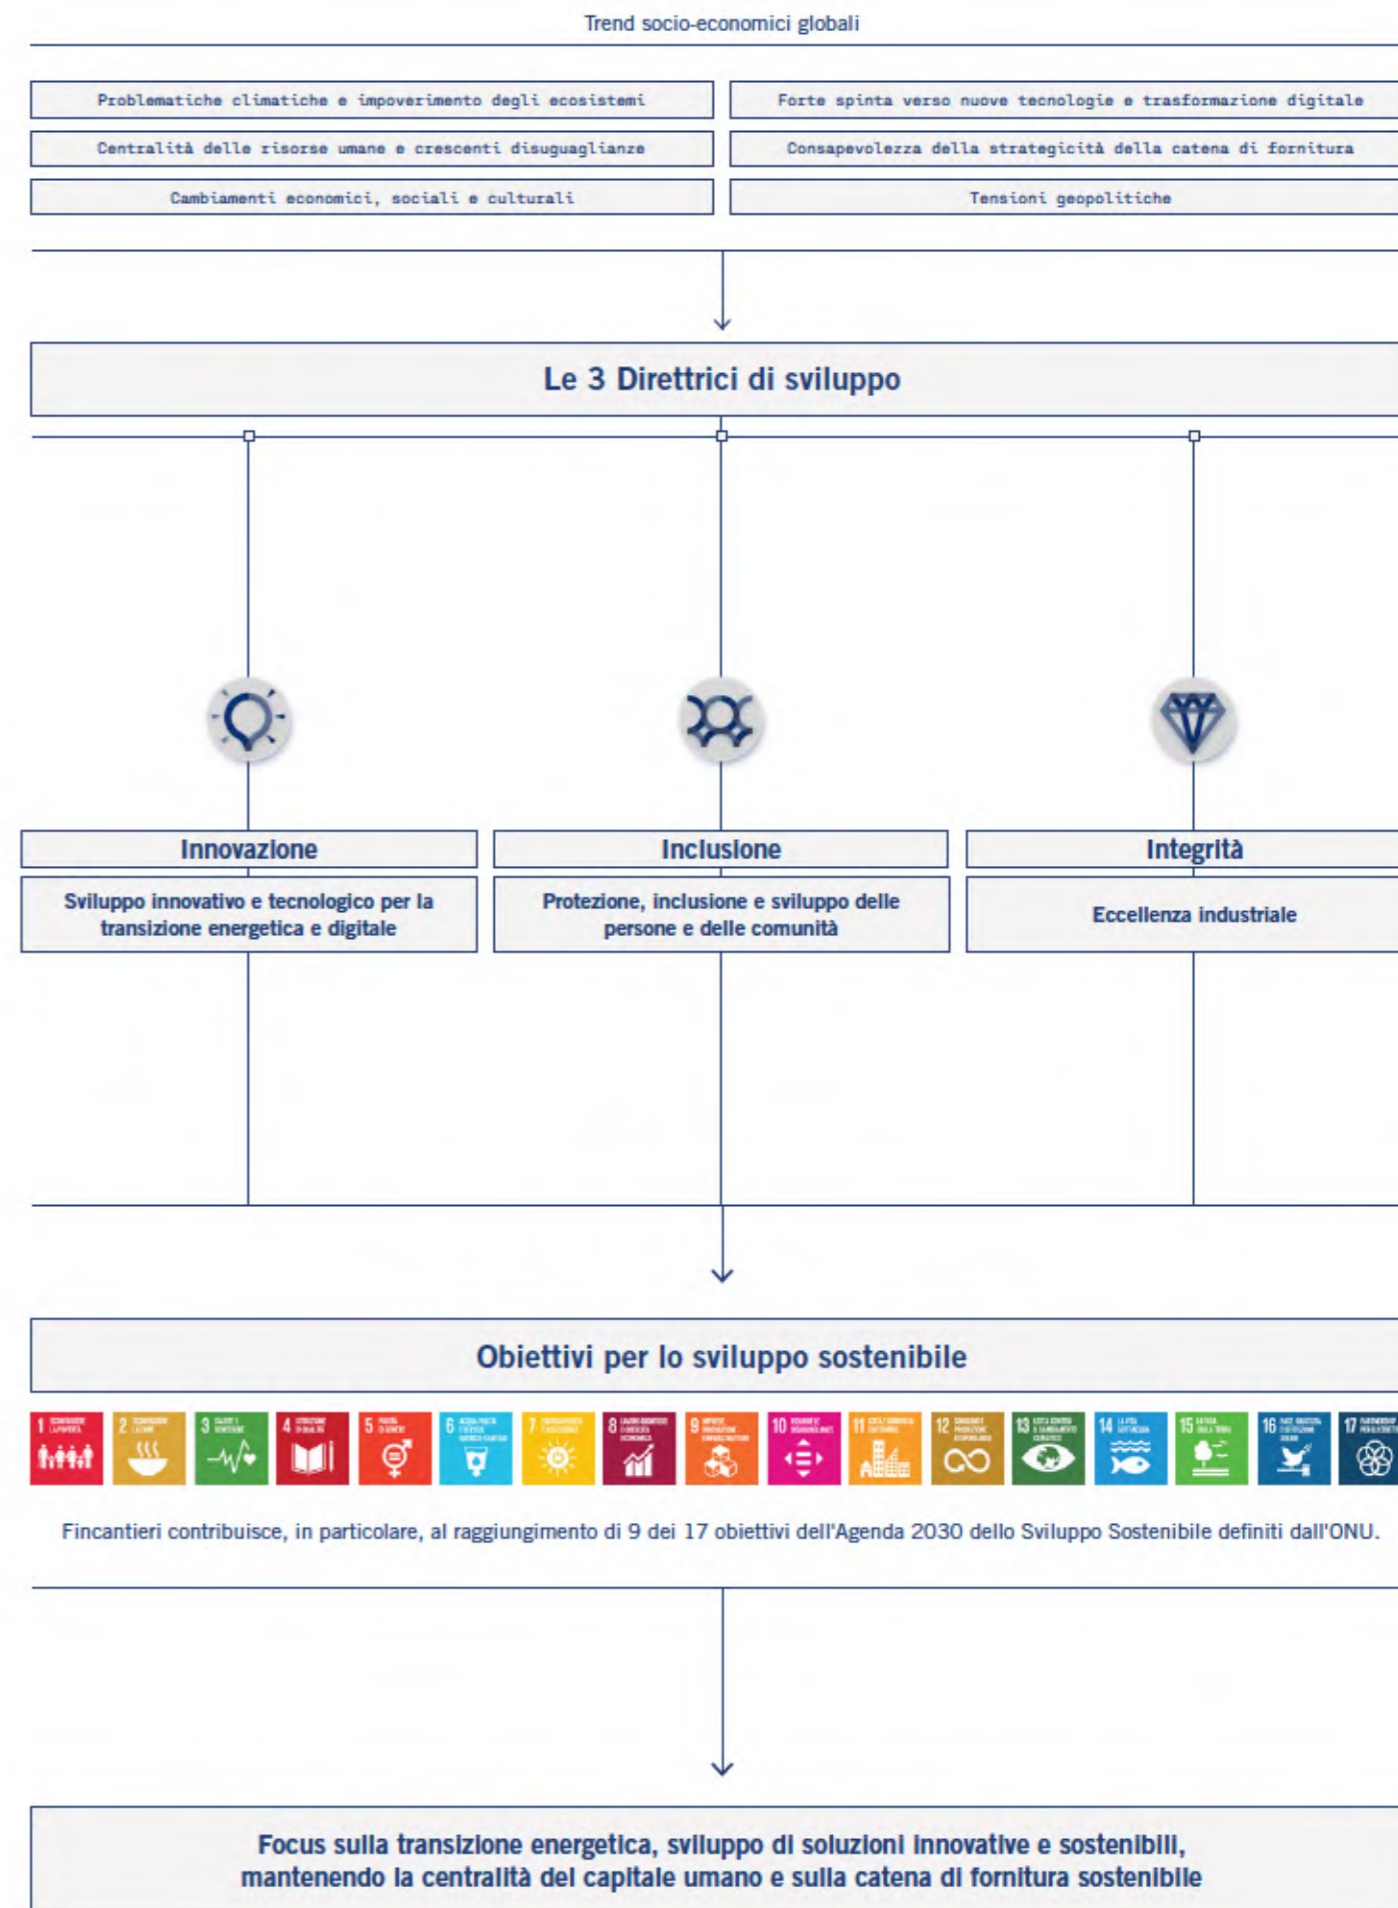 Trend socio-economici globali
Problematiche climatiche e impoverimento degli ecosistemi
Forte spinta verso nuove tecnologie e trasformazione digitale
Centralità delle risorse umane e crescenti disuguaglianze
Consapevolezza della strategicità della catena di fornitura
Cambiamenti economici, sociali e culturali
Tensioni geopolitiche
Le 3 Direttrici di sviluppo
Innovazione
Sviluppo innovativo e tecnologico per la
transizione energetica e digitale
Inclusione
Protezione, inclusione e sviluppo delle
persone e delle comunità
Integrità
Eccellenza industriale
Obiettivi per lo sviluppo sostenibile
1
2
3
4
5
6
7
8
9
10
11
12
13
14
15
16
17
Fincantieri contribuisce, in particolare, al raggiungimento di 9 dei 17 obiettivi dell'Agenda 2030 dello Sviluppo Sostenibile definiti dall'ONU.
Focus sulla transizione energetica, sviluppo di soluzioni innovative e sostenibili,
mantenendo la centralità del capitale umano e sulla catena di fornitura sostenibile